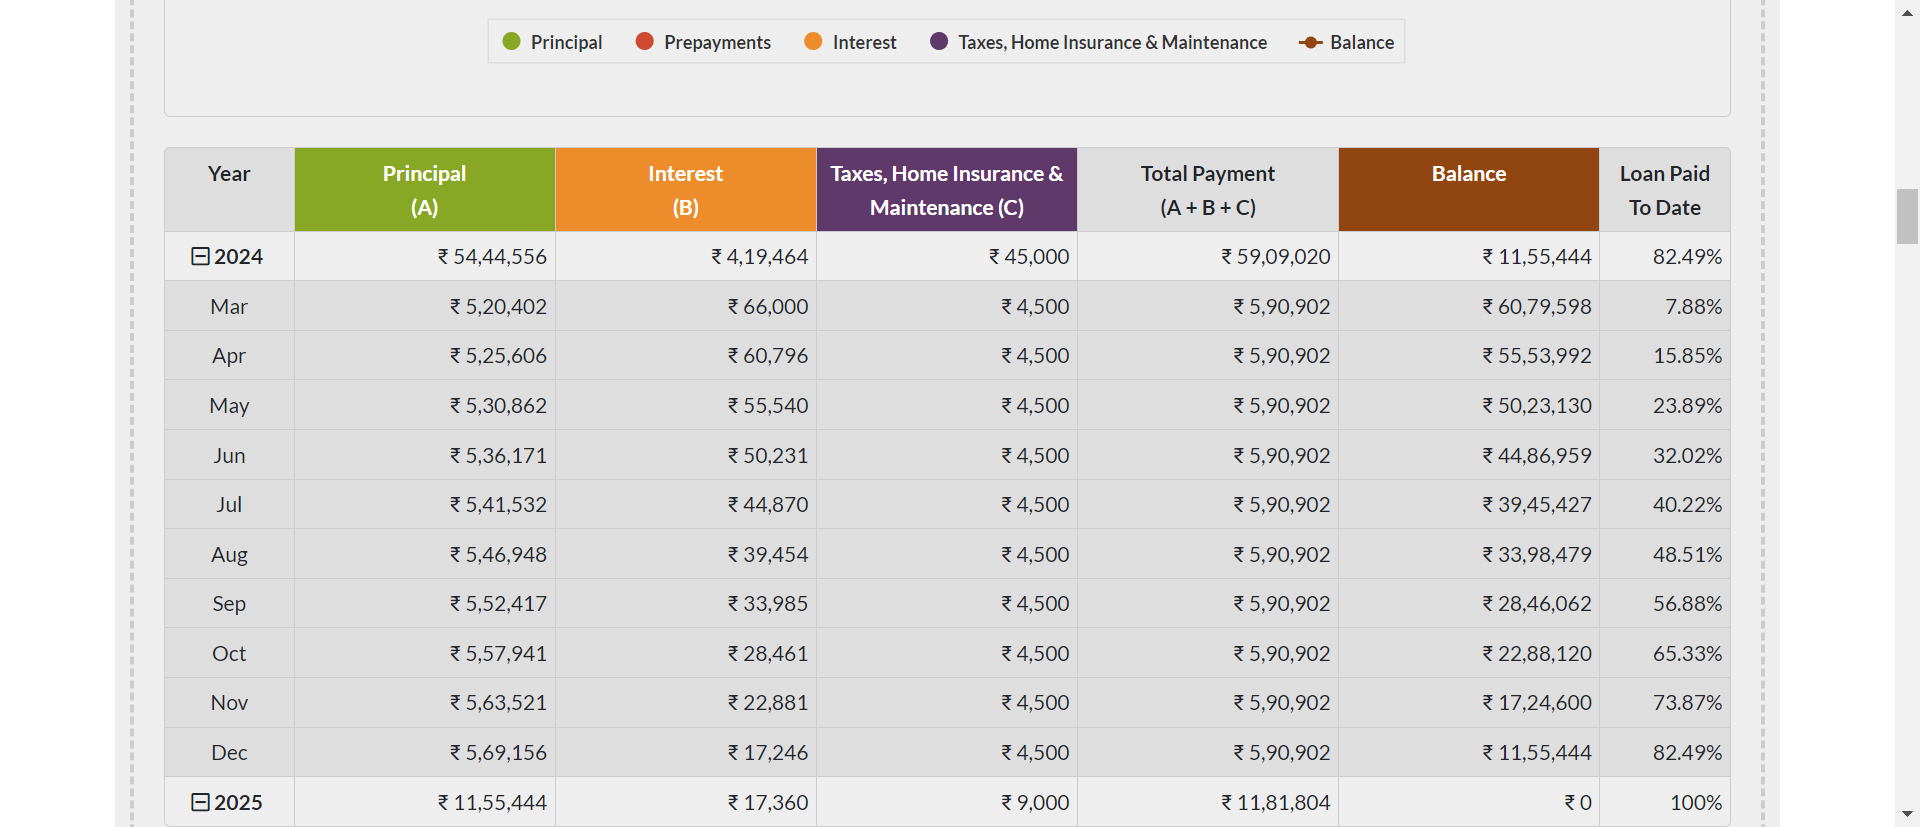 Principal Prepayments Interest Taxes, Home Insurance & Maintenance Balance
Year Principal (A) Interest (B) Taxes, Home Insurance & Maintenance (C) Total Payment (A + B + C) Balance Loan Paid To Date
2024 ₹ 54,44,556 ₹ 4,19,464 ₹ 45,000 ₹ 59,09,020 ₹ 11,55,444 82.49%
Mar ₹ 5,20,402 ₹ 66,000 ₹ 4,500 ₹ 5,90,902 ₹ 60,79,598 7.88%
Apr ₹ 5,25,606 ₹ 60,796 ₹ 4,500 ₹ 5,90,902 ₹ 55,53,992 15.85%
May ₹ 5,30,862 ₹ 55,540 ₹ 4,500 ₹ 5,90,902 ₹ 50,23,130 23.89%
Jun ₹ 5,36,171 ₹ 50,231 ₹ 4,500 ₹ 5,90,902 ₹ 44,86,959 32.02%
Jul ₹ 5,41,532 ₹ 44,870 ₹ 4,500 ₹ 5,90,902 ₹ 39,45,427 40.22%
Aug ₹ 5,46,948 ₹ 39,454 ₹ 4,500 ₹ 5,90,902 ₹ 33,98,479 48.51%
Sep ₹ 5,52,417 ₹ 33,985 ₹ 4,500 ₹ 5,90,902 ₹ 28,46,062 56.88%
Oct ₹ 5,57,941 ₹ 28,461 ₹ 4,500 ₹ 5,90,902 ₹ 22,88,120 65.33%
Nov ₹ 5,63,521 ₹ 22,881 ₹ 4,500 ₹ 5,90,902 ₹ 17,24,600 73.87%
Dec ₹ 5,69,156 ₹ 17,246 ₹ 4,500 ₹ 5,90,902 ₹ 11,55,444 82.49%
2025 ₹ 11,55,444 ₹ 17,360 ₹ 9,000 ₹ 11,81,804 ₹ 0 100%